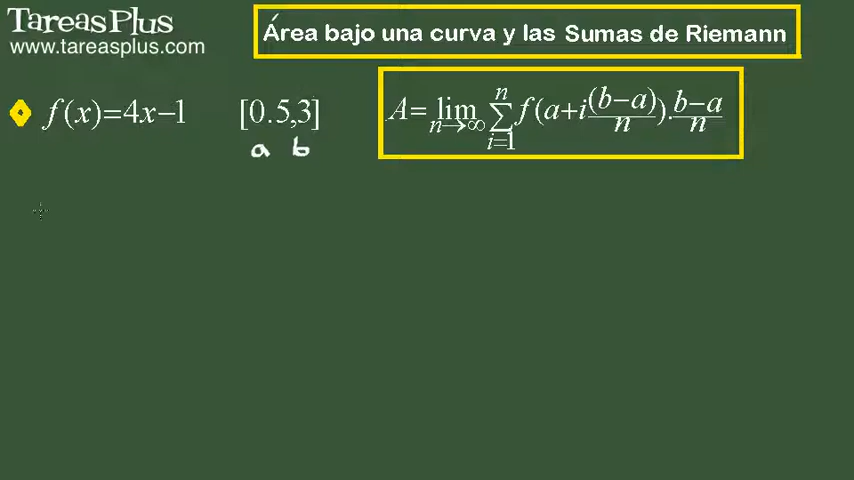 TareasPlus
www.tareasplus.com
Área bajo una curva y las Sumas de Riemann
f(x)=4x−1 [0.5,3]
a b
A= lim n→∞ n ∑ i=1 f(a+i (b−a)/n). b−a/n